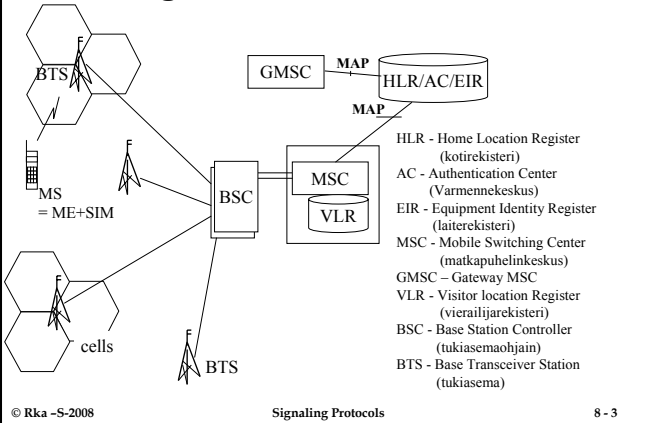 BTS
GMSC
MAP
HLR/AC/EIR
MAP
MS
= ME+SIM
BSC
MSC
VLR
cells
BTS
HLR - Home Location Register
(kotirekisteri)
AC - Authentication Center
(Varmennekeskus)
EIR - Equipment Identity Register
(laiterekisteri)
MSC - Mobile Switching Center
(matkapuhelinkeskus)
GMSC – Gateway MSC
VLR - Visitor location Register
(vierailijarekisteri)
BSC - Base Station Controller
(tukiasemaohjain)
BTS - Base Transceiver Station
(tukiasema)
© Rka –S-2008
Signaling Protocols
8 - 3